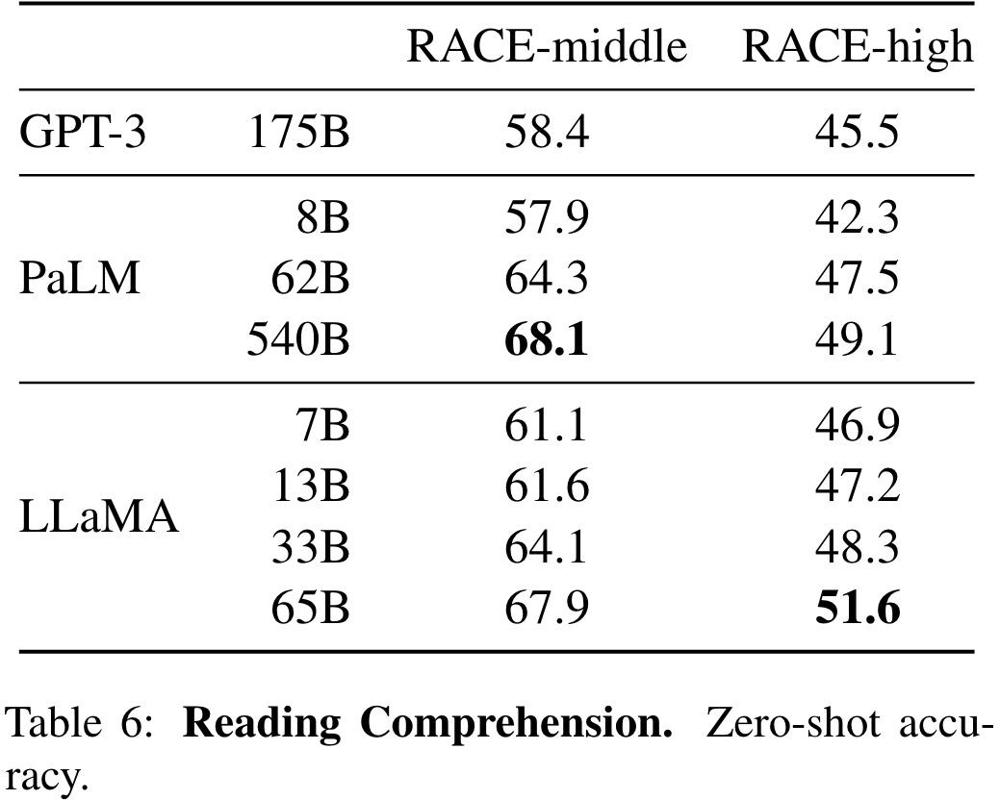 RACE-middle RACE-high
GPT-3 175B 58.4 45.5
8B 57.9 42.3
PaLM 62B 64.3 47.5
540B 68.1 49.1
7B 61.1 46.9
13B 61.6 47.2
LLaMA
33B 64.1 48.3
65B 67.9 51.6
Table 6: Reading Comprehension. Zero-shot accu-
racy.